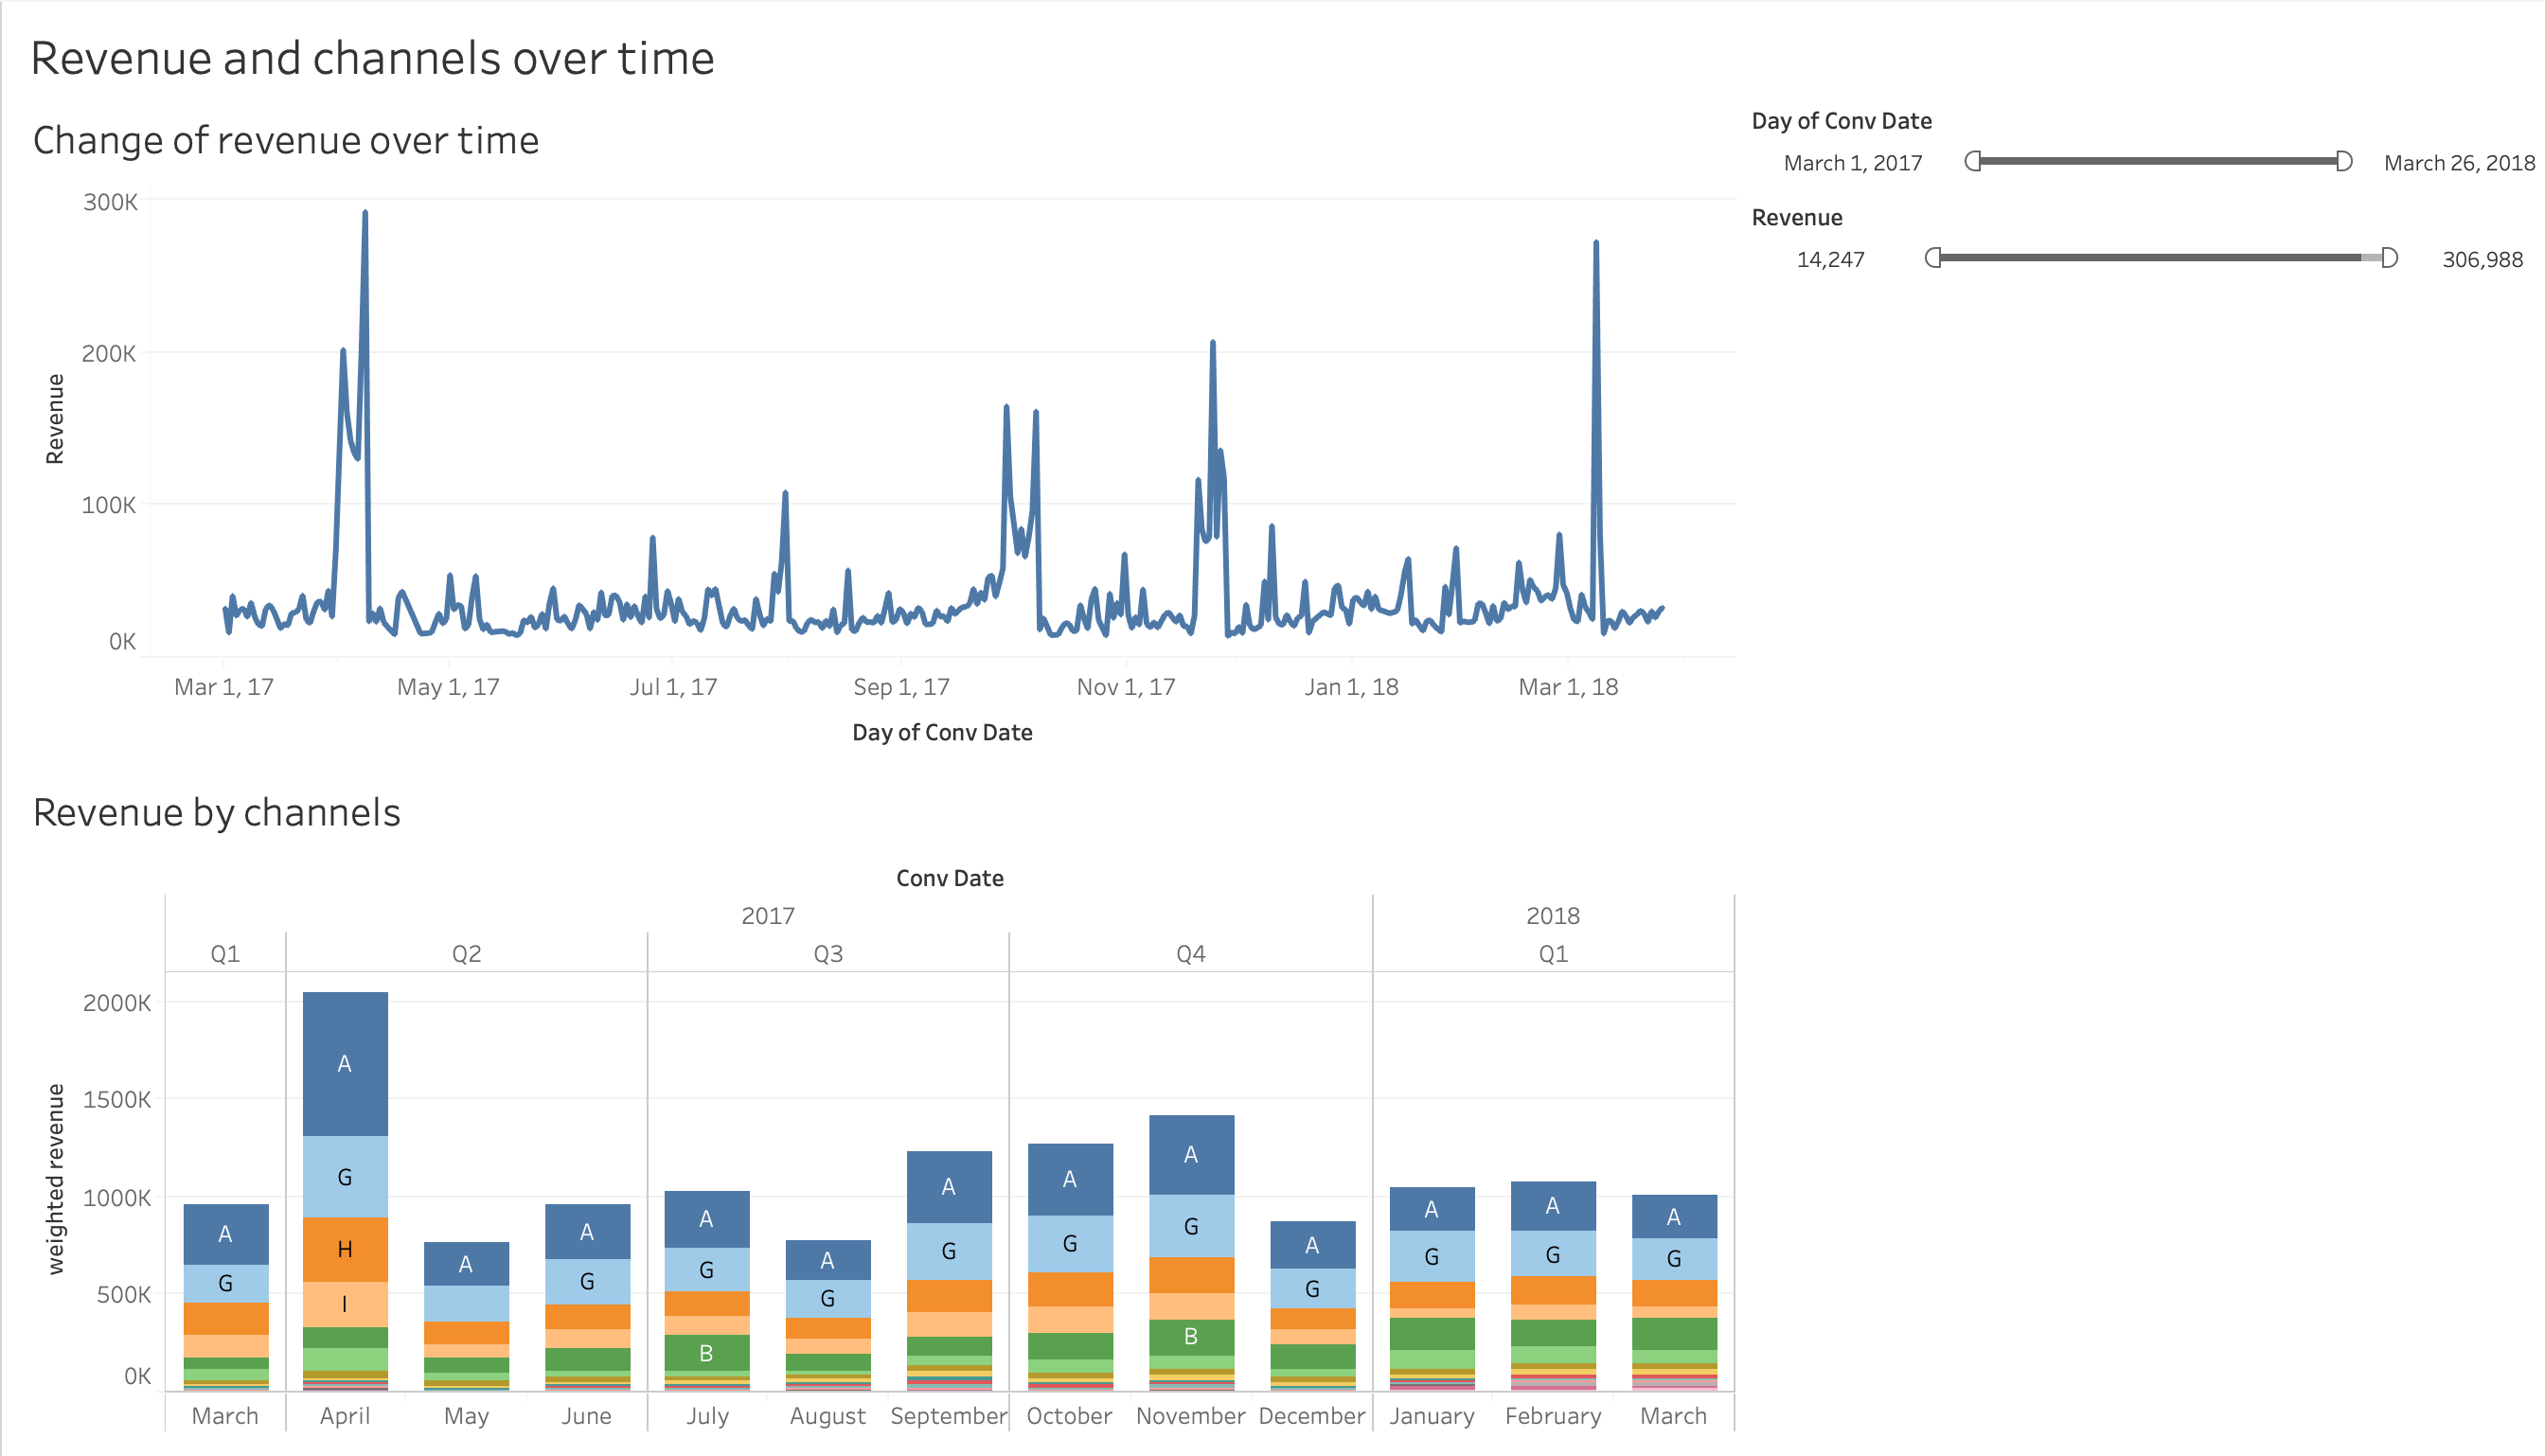 Revenue and channels over time
Change of revenue over time
Day of Conv Date
March 1, 2017 March 26, 2018
Revenue
14,247 306,988
300K
200K
100K
0K
Revenue
Mar 1, 17 May 1, 17 Jul 1, 17 Sep 1, 17 Nov 1, 17 Jan 1, 18 Mar 1, 18
Day of Conv Date
Revenue by channels
Conv Date
2017 2018
Q1 Q2 Q3 Q4 Q1
2000K
1500K
1000K
500K
0K
weighted revenue
A G
A G H I
A
A G
A G B
A G
A G
A G
A G B
A G
A G
A G
A G
March April May June July August September October November December January February March